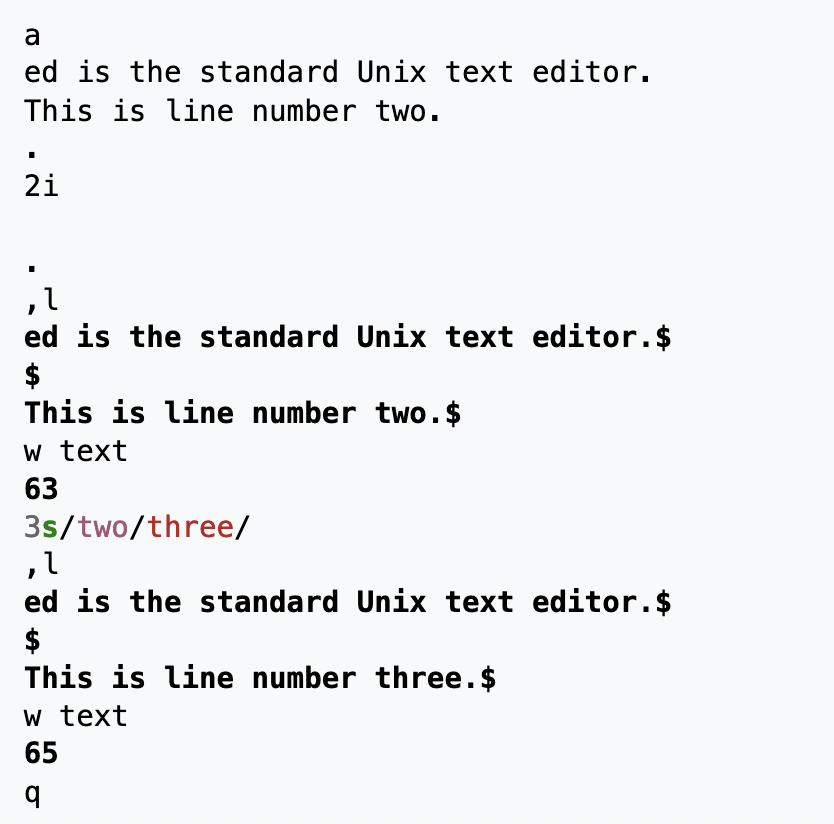 a
ed is the standard Unix text editor.
This is line number two.
.
2i

.
,l
ed is the standard Unix text editor.$
$
This is line number two.$
w text
63
3s/two/three/
,l
ed is the standard Unix text editor.$
$
This is line number three.$
w text
65
q